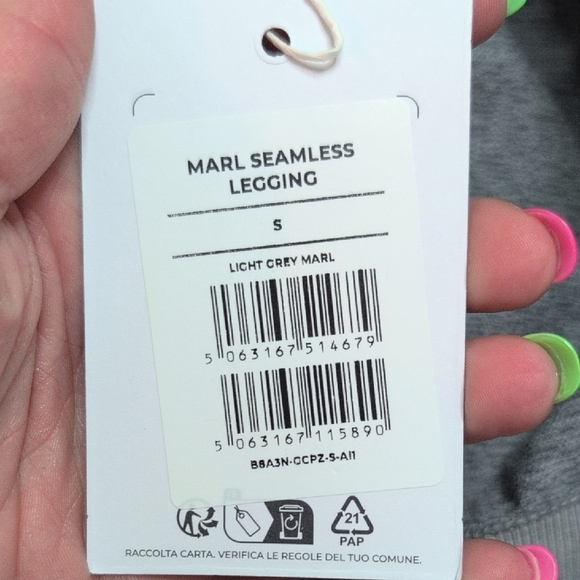 MARL SEAMLESS
LEGGING
S
LIGHT GREY MARL
5 063167 514679
5 063167 115890
B8A3N-GCPZ-S-AI1
21
PAP
RACCOLTA CARTA. VERIFICA LE REGOLE DEL TUO COMUNE.